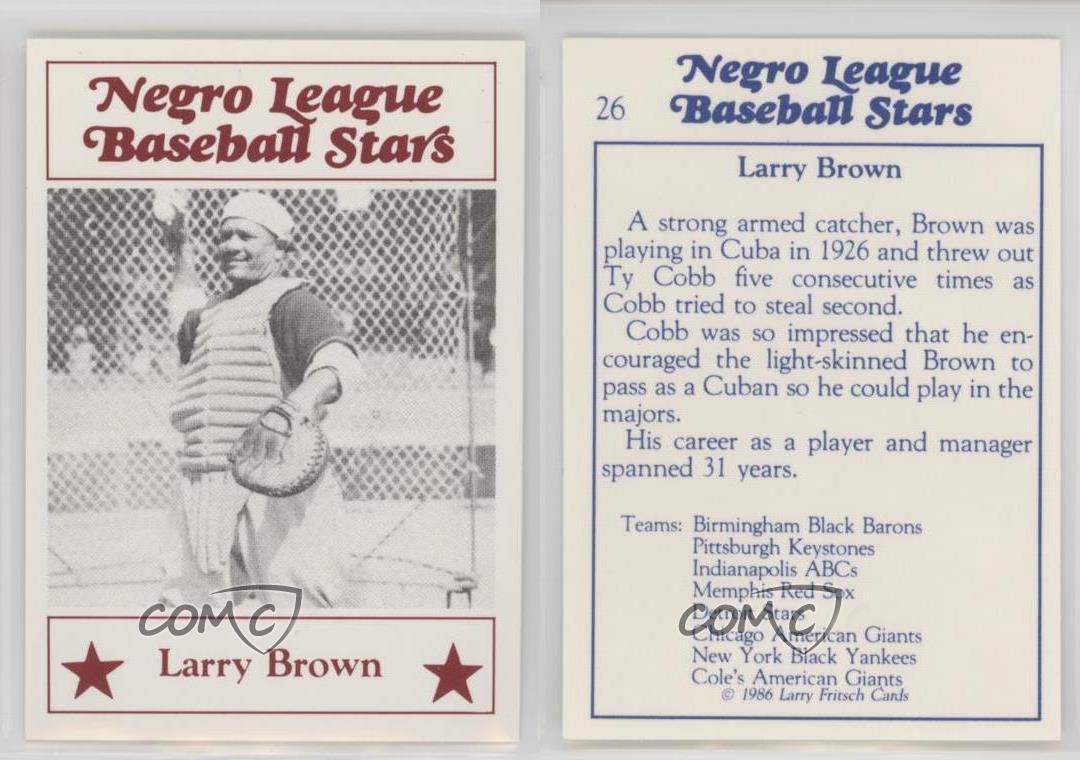 Negro League
Baseball Stars
COMC
Larry Brown
26
Negro League
Baseball Stars
Larry Brown
A strong armed catcher, Brown was
playing in Cuba in 1926 and threw out
Ty Cobb five consecutive times as
Cobb tried to steal second.
Cobb was so impressed that he en-
couraged the light-skinned Brown to
pass as a Cuban so he could play in the
majors.
His career as a player and manager
spanned 31 years.
Teams: Birmingham Black Barons
Pittsburgh Keystones
Indianapolis ABCs
Memphis Red Sox
Detroit Stars
COMC
Chicago American Giants
New York Black Yankees
Cole's American Giants
© 1986 Larry Fritsch Cards